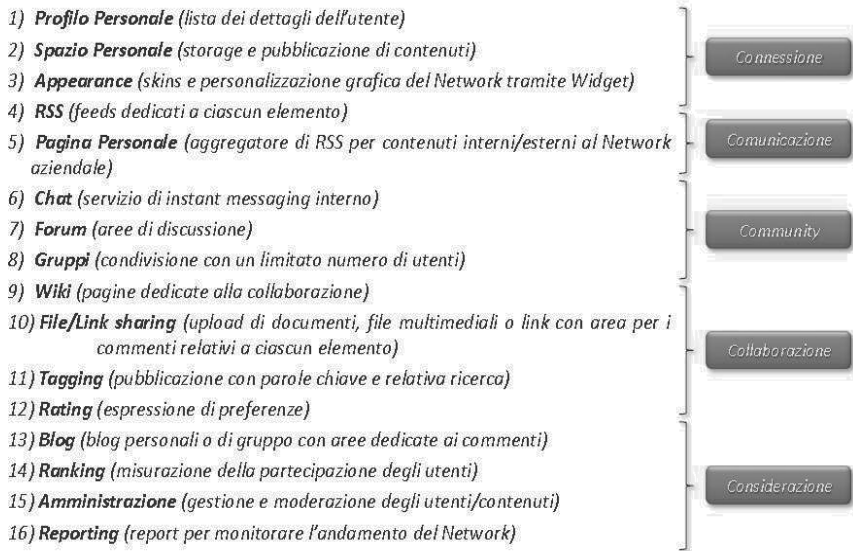 1) Profilo Personale (lista dei dettagli dell'utente)
2) Spazio Personale (storage e pubblicazione di contenuti)
3) Appearance (skins e personalizzazione grafica del Network tramite Widget)
Connessione
4) RSS (feeds dedicati a ciascun elemento)
5) Pagina Personale (aggregatore di RSS per contenuti interni/esterni al Network
aziendale)
Comunicazione
6) Chat (servizio di instant messaging interno)
7) Forum (aree di discussione)
8) Gruppi (condivisione con un limitato numero di utenti)
Community
9) Wiki (pagine dedicate alla collaborazione)
10) File/Link sharing (upload di documenti, file multimediali o link con area per i
commenti relativi a ciascun elemento)
11) Tagging (pubblicazione con parole chiave e relativa ricerca)
12) Rating (espressione di preferenze)
Collaborazione
13) Blog (blog personali o di gruppo con aree dedicate ai commenti)
14) Ranking (misurazione della partecipazione degli utenti)
15) Amministrazione (gestione e moderazione degli utenti/contenuti)
16) Reporting (report per monitorare l'andamento del Network)
Considerazione